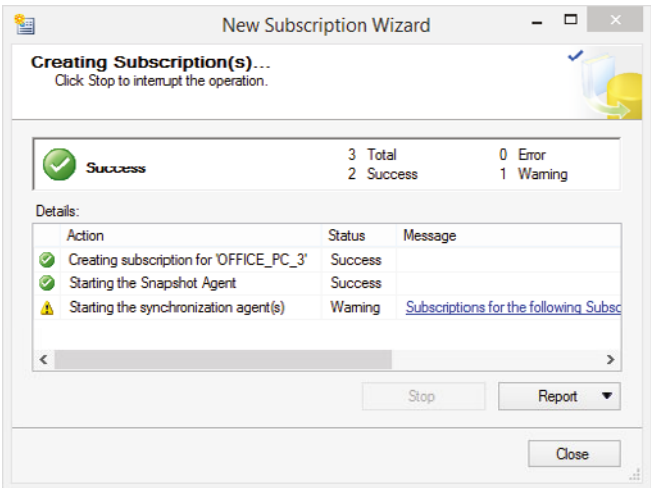 New Subscription Wizard
Creating Subscription(s)...
Click Stop to interrupt the operation.
Success
3 Total
0 Error
2 Success
1 Warning
Details:
Action Status Message
Creating subscription for 'OFFICE_PC_3' Success
Starting the Snapshot Agent Success
Starting the synchronization agent(s) Warning Subscriptions for the following Subsc
Stop
Report
Close